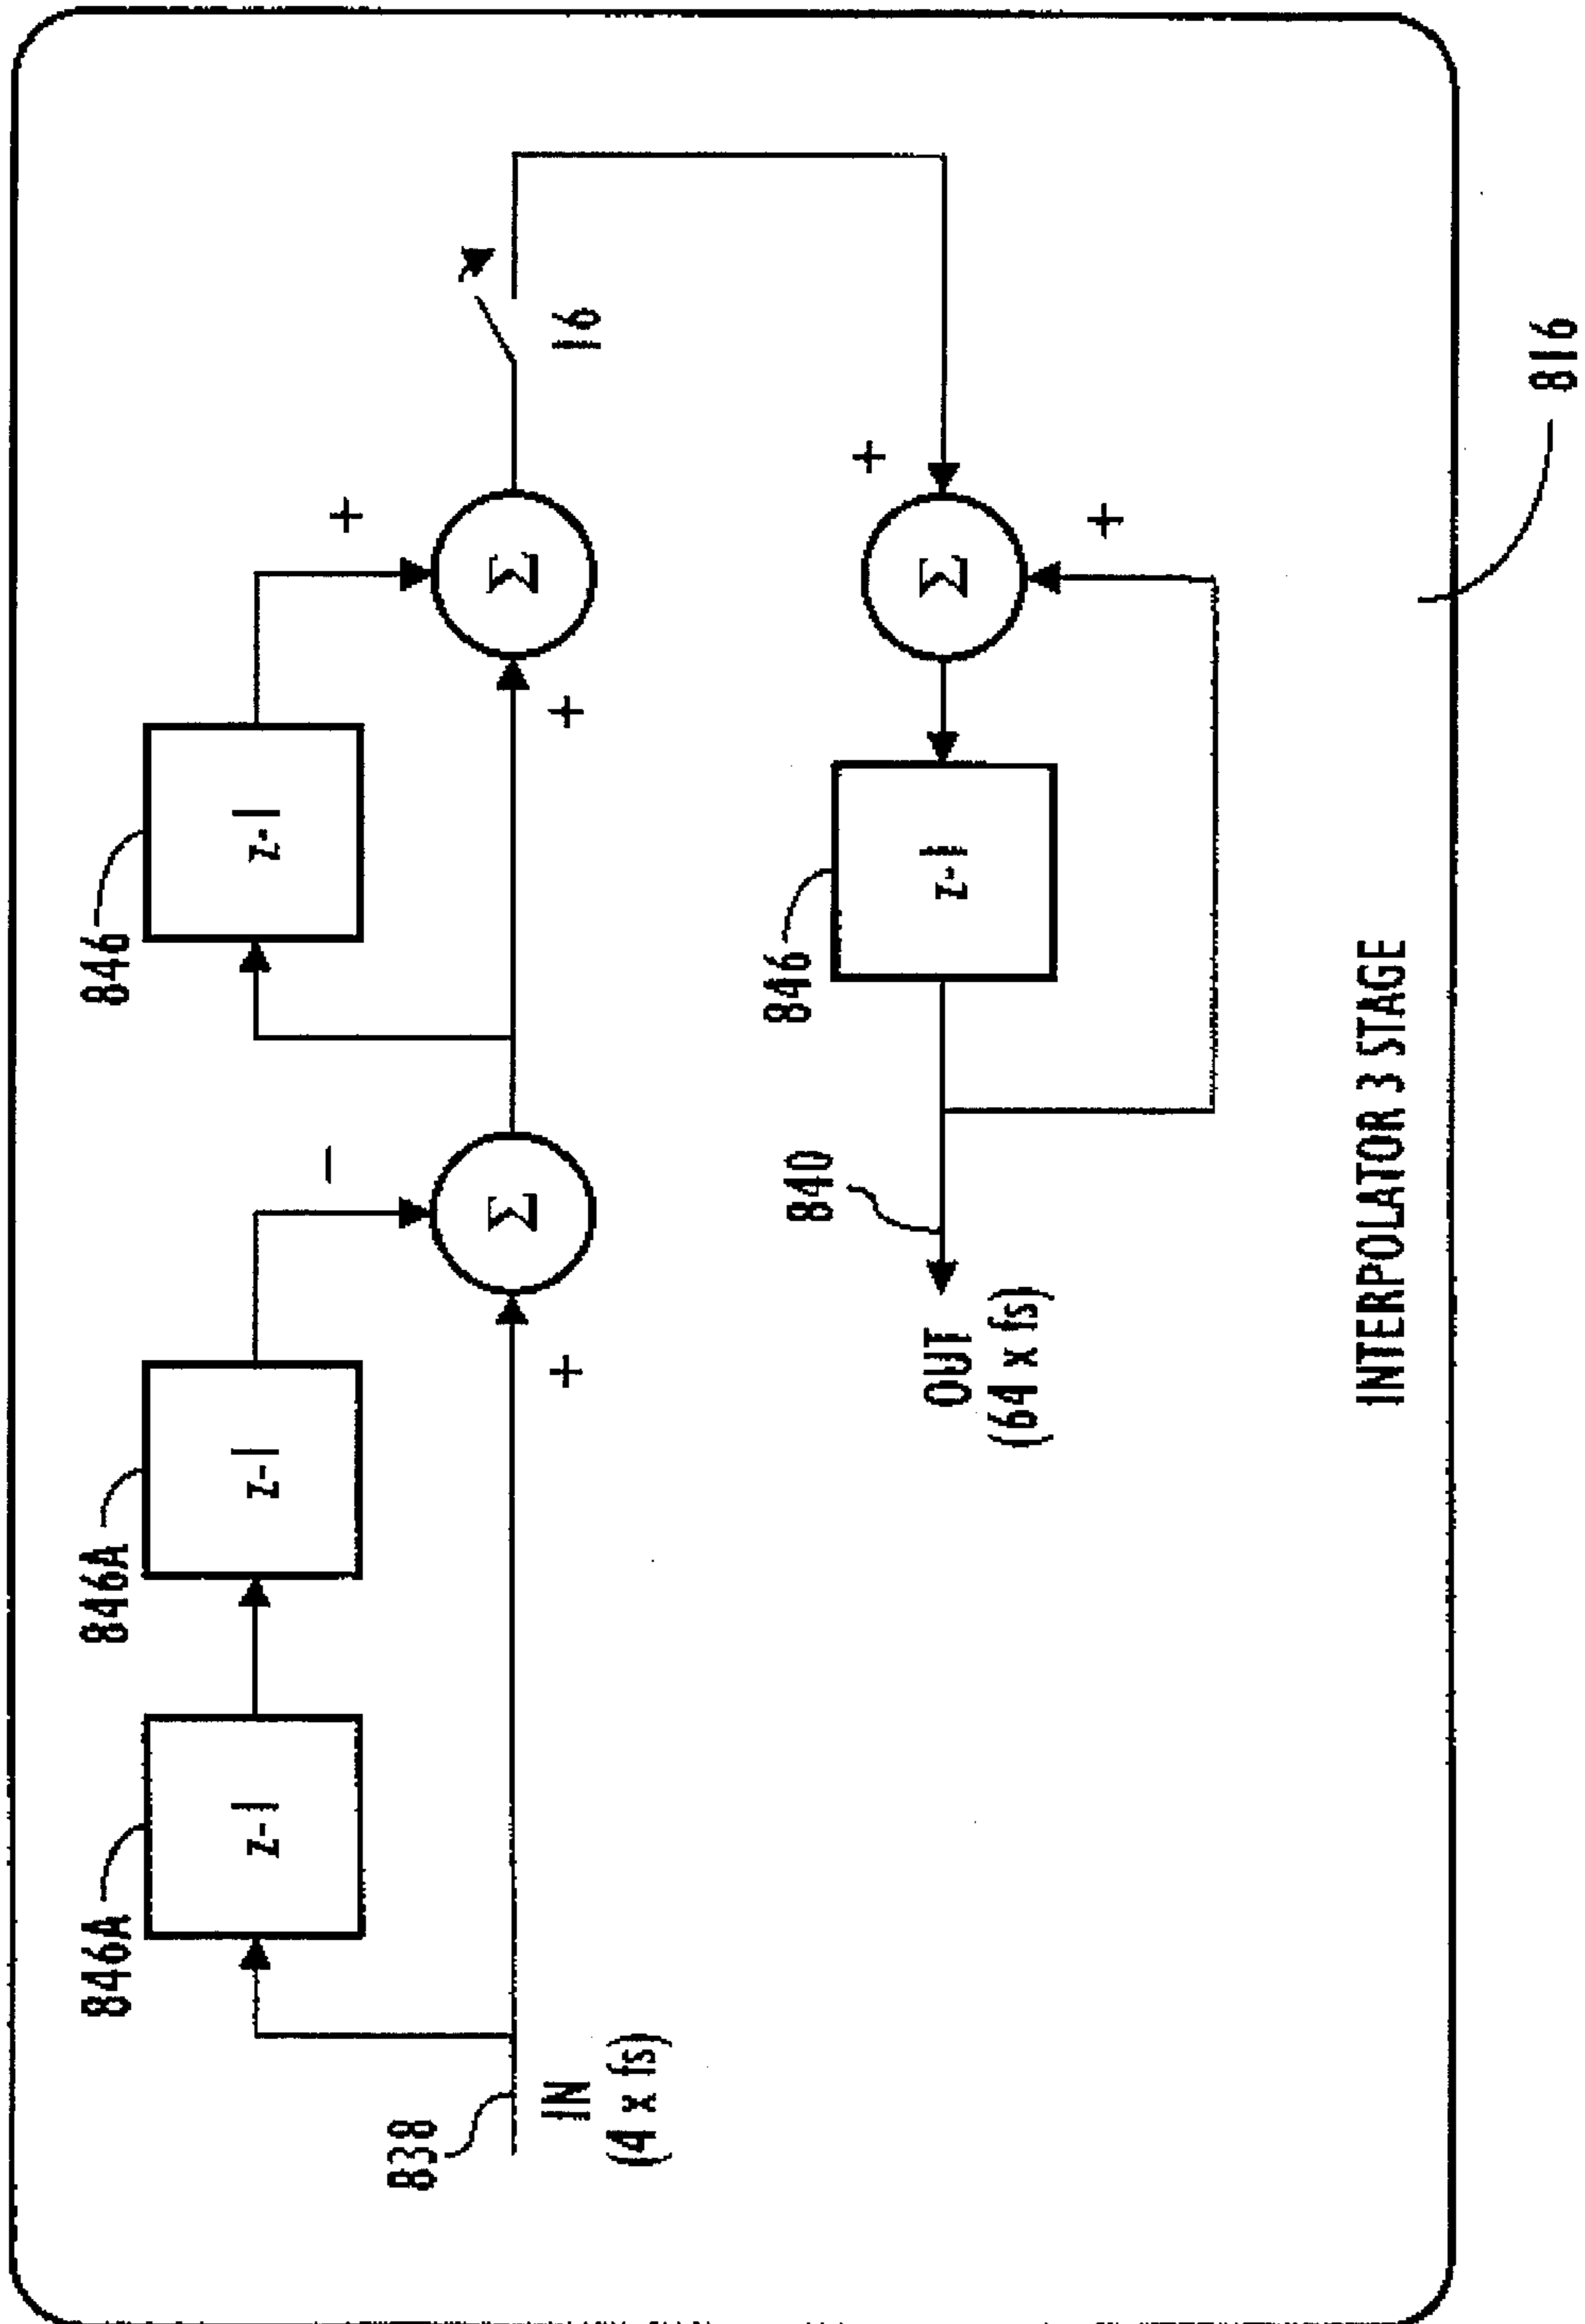 846A
846A
846
z-1
z-1
z-1
-
+
838
IN
(4 x fs)
+
Σ
+
Σ
16
846
840
OUT
(64 x fs)
z-1
Σ
+
+
INTERPOLATOR 3 STAGE
816